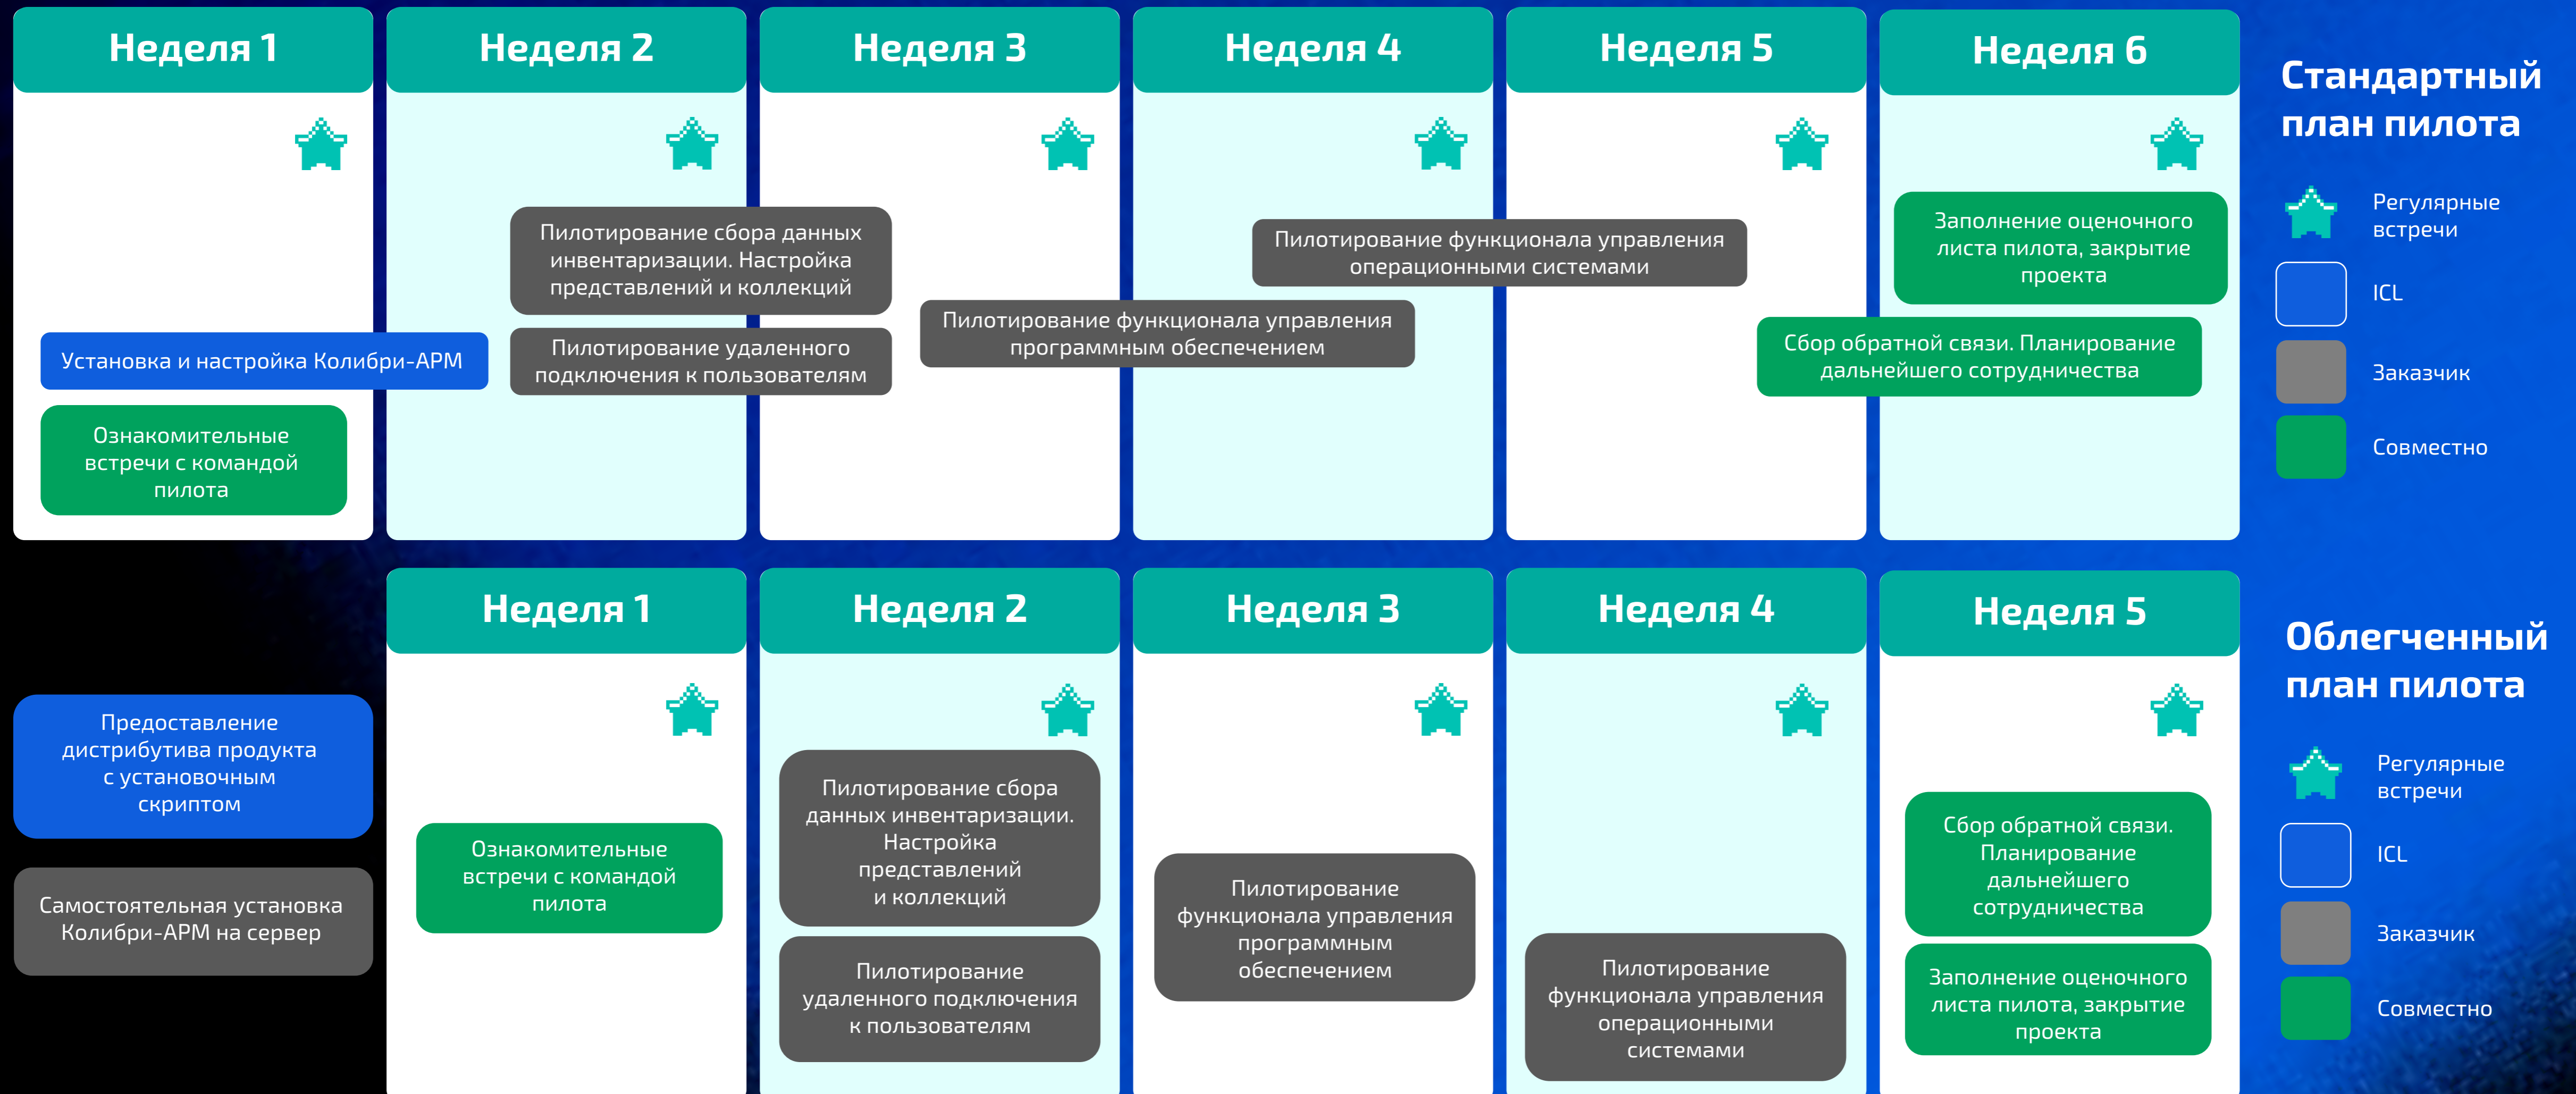 Неделя 1
Неделя 2
Неделя 3
Неделя 4
Неделя 5
Неделя 6
Стандартный
план пилота
Регулярные
встречи
ICL
Заказчик
Совместно
Установка и настройка Колибри-АРМ
Ознакомительные
встречи с командой
пилота
Пилотирование сбора данных
инвентаризации. Настройка
представлений и коллекций
Пилотирование удаленного
подключения к пользователям
Пилотирование функционала управления
программным обеспечением
Пилотирование функционала управления
операционными системами
Заполнение оценочного
листа пилота, закрытие
проекта
Сбор обратной связи. Планирование
дальнейшего сотрудничества
Неделя 1
Неделя 2
Неделя 3
Неделя 4
Неделя 5
Облегченный
план пилота
Регулярные
встречи
ICL
Заказчик
Совместно
Предоставление
дистрибутива продукта
с установочным
скриптом
Самостоятельная установка
Колибри-АРМ на сервер
Ознакомительные
встречи с командой
пилота
Пилотирование сбора
данных инвентаризации.
Настройка
представлений
и коллекций
Пилотирование
удаленного подключения
к пользователям
Пилотирование
функционала управления
программным
обеспечением
Пилотирование
функционала управления
операционными
системами
Сбор обратной связи.
Планирование
дальнейшего
сотрудничества
Заполнение оценочного
листа пилота, закрытие
проекта